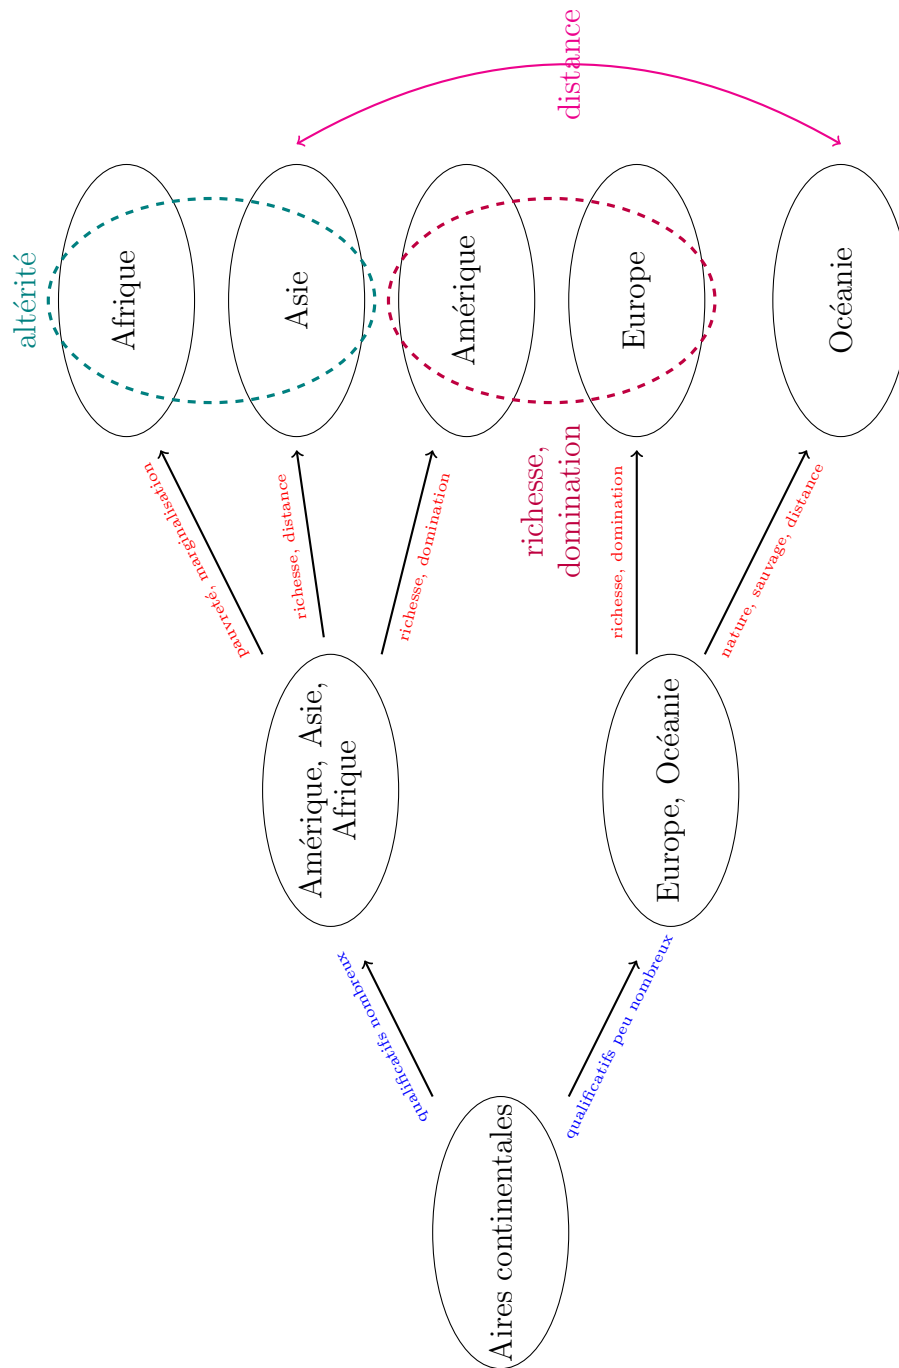 Aires continentales
qualificatifs nombreux
qualificatifs peu nombreux
Amérique, Asie,
Afrique
Europe, Océanie
pauvreté, marginalisation
richesse, distance
richesse, domination
richesse, domination
nature, sauvage, distance
altérité
Afrique
Asie
Amérique
richesse,
domination
Europe
Océanie
distance